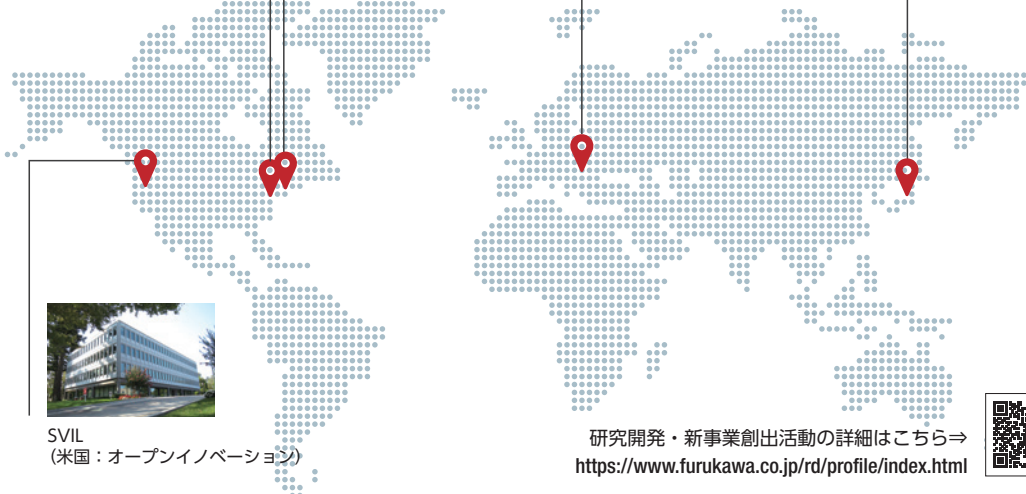 SVIL
（米国：オープンイノベーション）
研究開発・新事業創出活動の詳細はこちら⇒
https://www.furukawa.co.jp/rd/profile/index.html